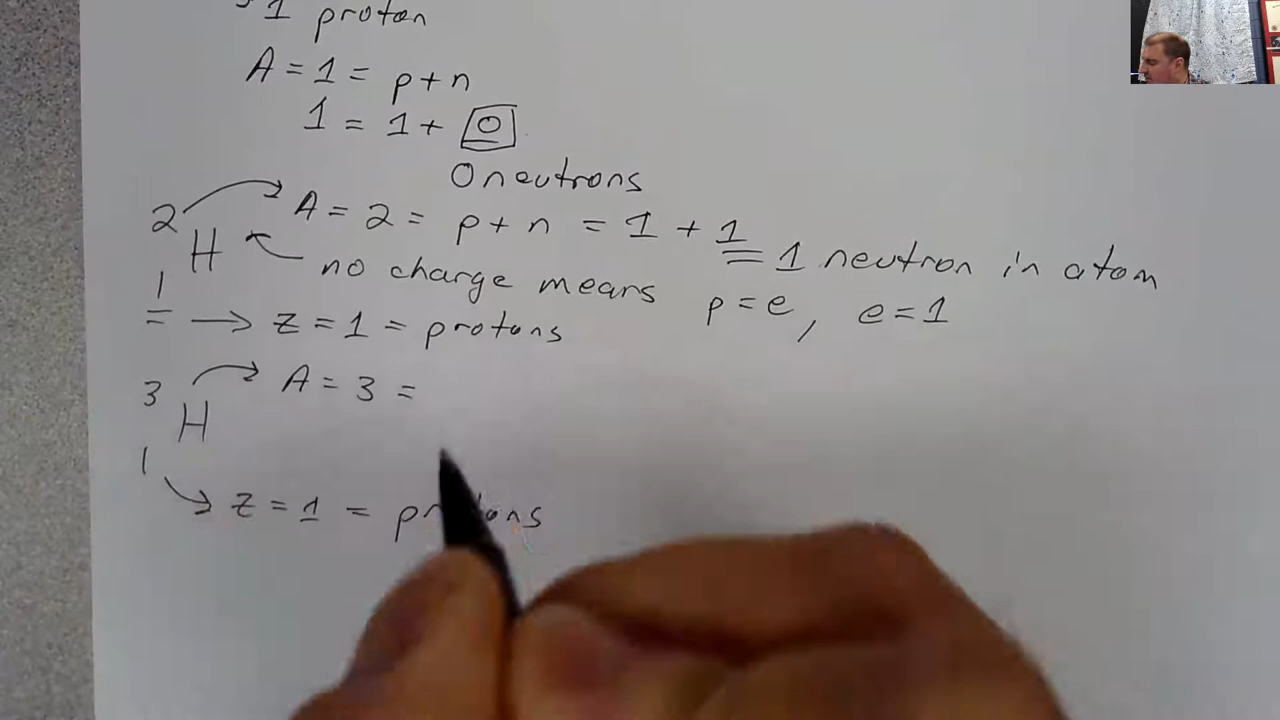 1 proton
A = 1 = p+n
1 = 1 + 0
0 neutrons
2 A = 2 = p+n = 1 + 1
H = 1 neutron in atom
no charge means p = e, e = 1
1 → Z = 1 = protons
3 A = 3 =
H
1
Z = 1 = protons